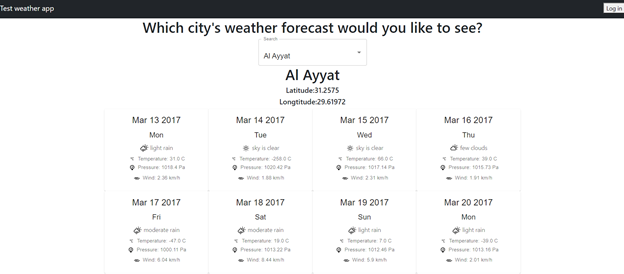 Test weather app
Log in
Which city's weather forecast would you like to see?
Search
Al Ayyat
Al Ayyat
Latitude:31.2575
Longtitude:29.61972
Mar 13 2017 Mar 14 2017 Mar 15 2017 Mar 16 2017
Mon Tue Wed Thu
light rain sky is clear sky is clear few clouds
Temperature: 31.0 C Temperature: -258.0 C Temperature: 66.0 C Temperature: 39.0 C
Pressure: 1018.4 Pa Pressure: 1020.42 Pa Pressure: 1017.14 Pa Pressure: 1015.73 Pa
Wind: 2.36 km/h Wind: 1.88 km/h Wind: 2.31 km/h Wind: 1.91 km/h
Mar 17 2017 Mar 18 2017 Mar 19 2017 Mar 20 2017
Fri Sat Sun Mon
moderate rain moderate rain light rain light rain
Temperature: -47.0 C Temperature: 19.0 C Temperature: 7.0 C Temperature: -39.0 C
Pressure: 1000.11 Pa Pressure: 1013.22 Pa Pressure: 1012.46 Pa Pressure: 1013.16 Pa
Wind: 6.04 km/h Wind: 8.44 km/h Wind: 5.8 km/h Wind: 2.01 km/h